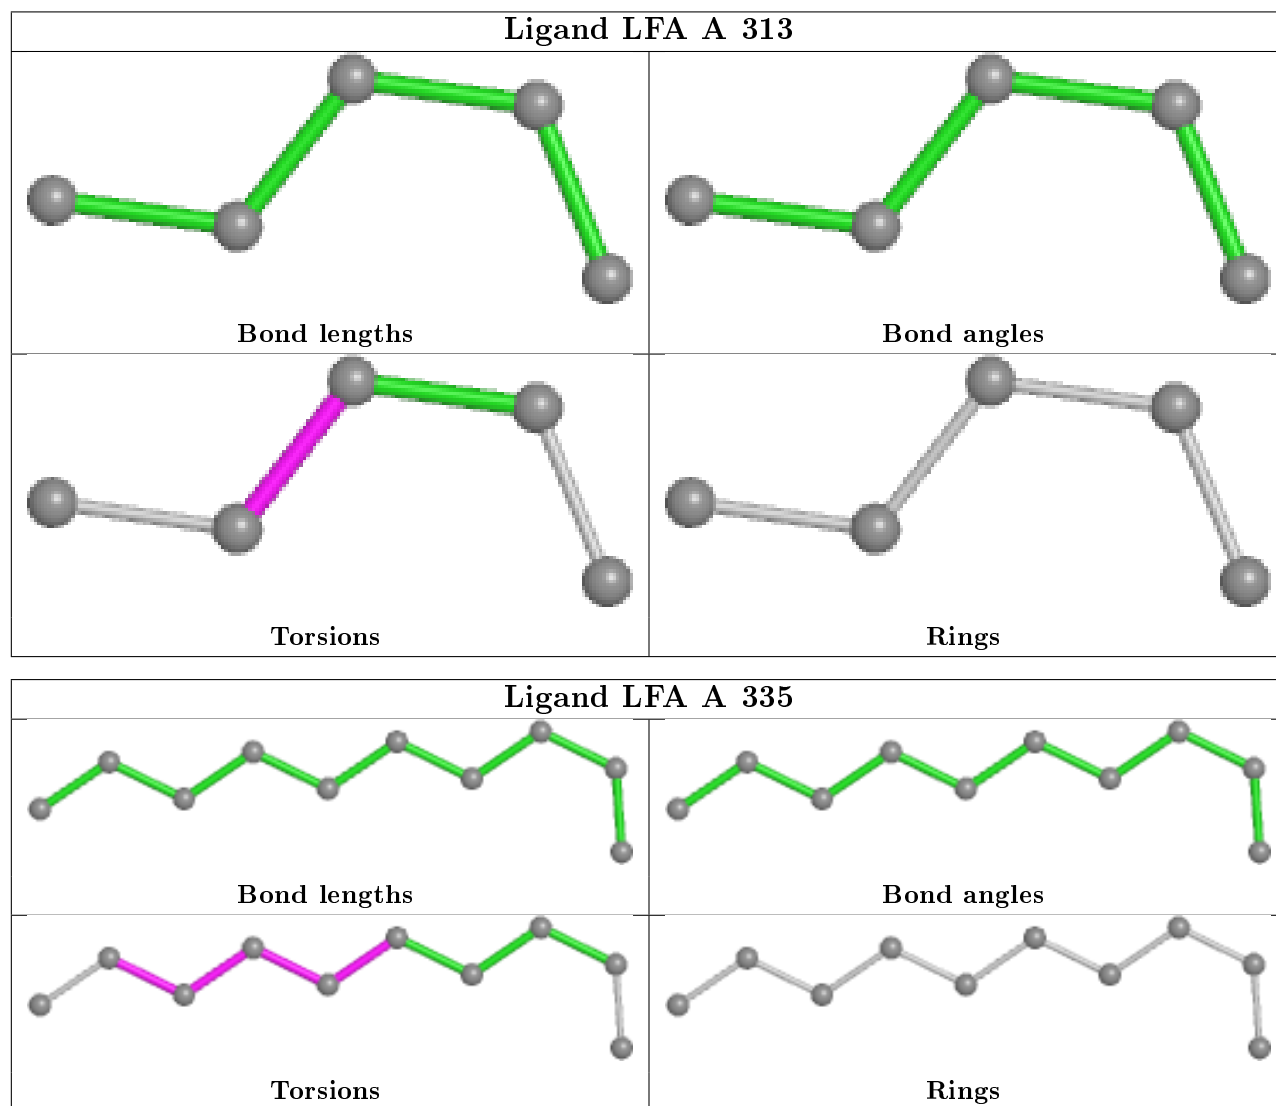 Ligand LFA A 313
Bond lengths
Bond angles
Torsions
Rings
Ligand LFA A 335
Bond lengths
Bond angles
Torsions
Rings